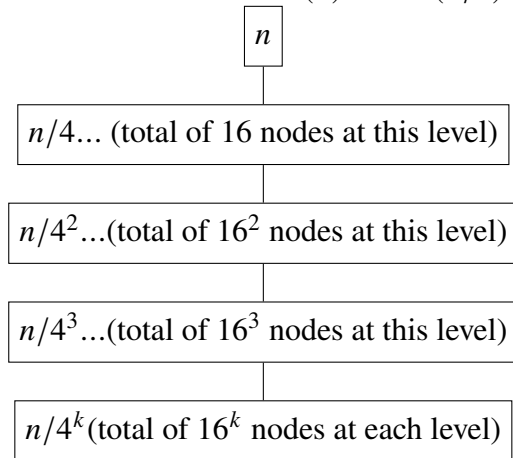 n
n/4... (total of 16 nodes at this level)
n/4²...(total of 16² nodes at this level)
n/4³...(total of 16³ nodes at this level)
n/4ᵏ(total of 16ᵏ nodes at each level)